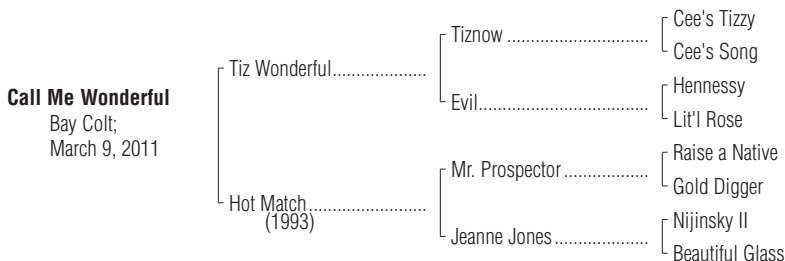 Call Me Wonderful
Bay Colt;
March 9, 2011
Tiz Wonderful
Hot Match
(1993)
Tiznow
Evil
Mr. Prospector
Jeanne Jones
Cee's Tizzy
Cee's Song
Hennessy
Lit'l Rose
Raise a Native
Gold Digger
Nijinsky II
Beautiful Glass